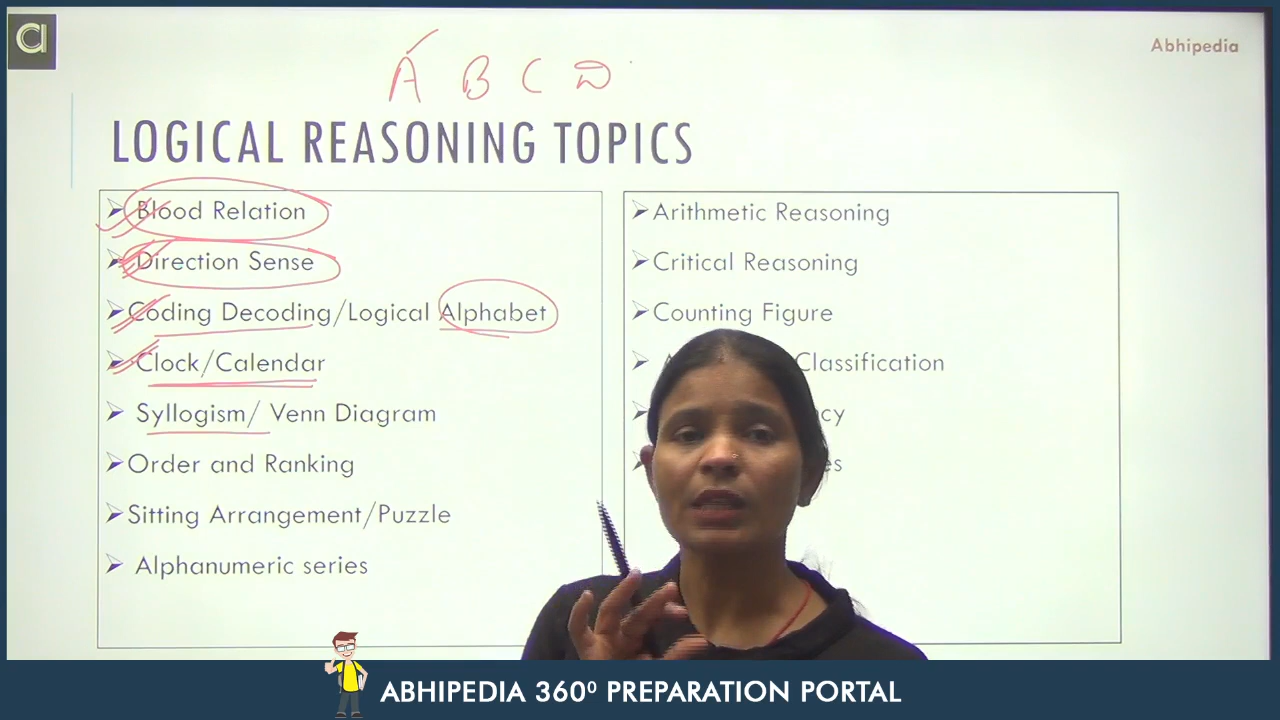 Abhipedia
A B C D
LOGICAL REASONING TOPICS
Blood Relation
Direction Sense
Coding Decoding/Logical Alphabet
Clock/Calendar
Syllogism/ Venn Diagram
Order and Ranking
Sitting Arrangement/Puzzle
Alphanumeric series
Arithmetic Reasoning
Critical Reasoning
Counting Figure
Classification
ABHIPEDIA 360⁰ PREPARATION PORTAL